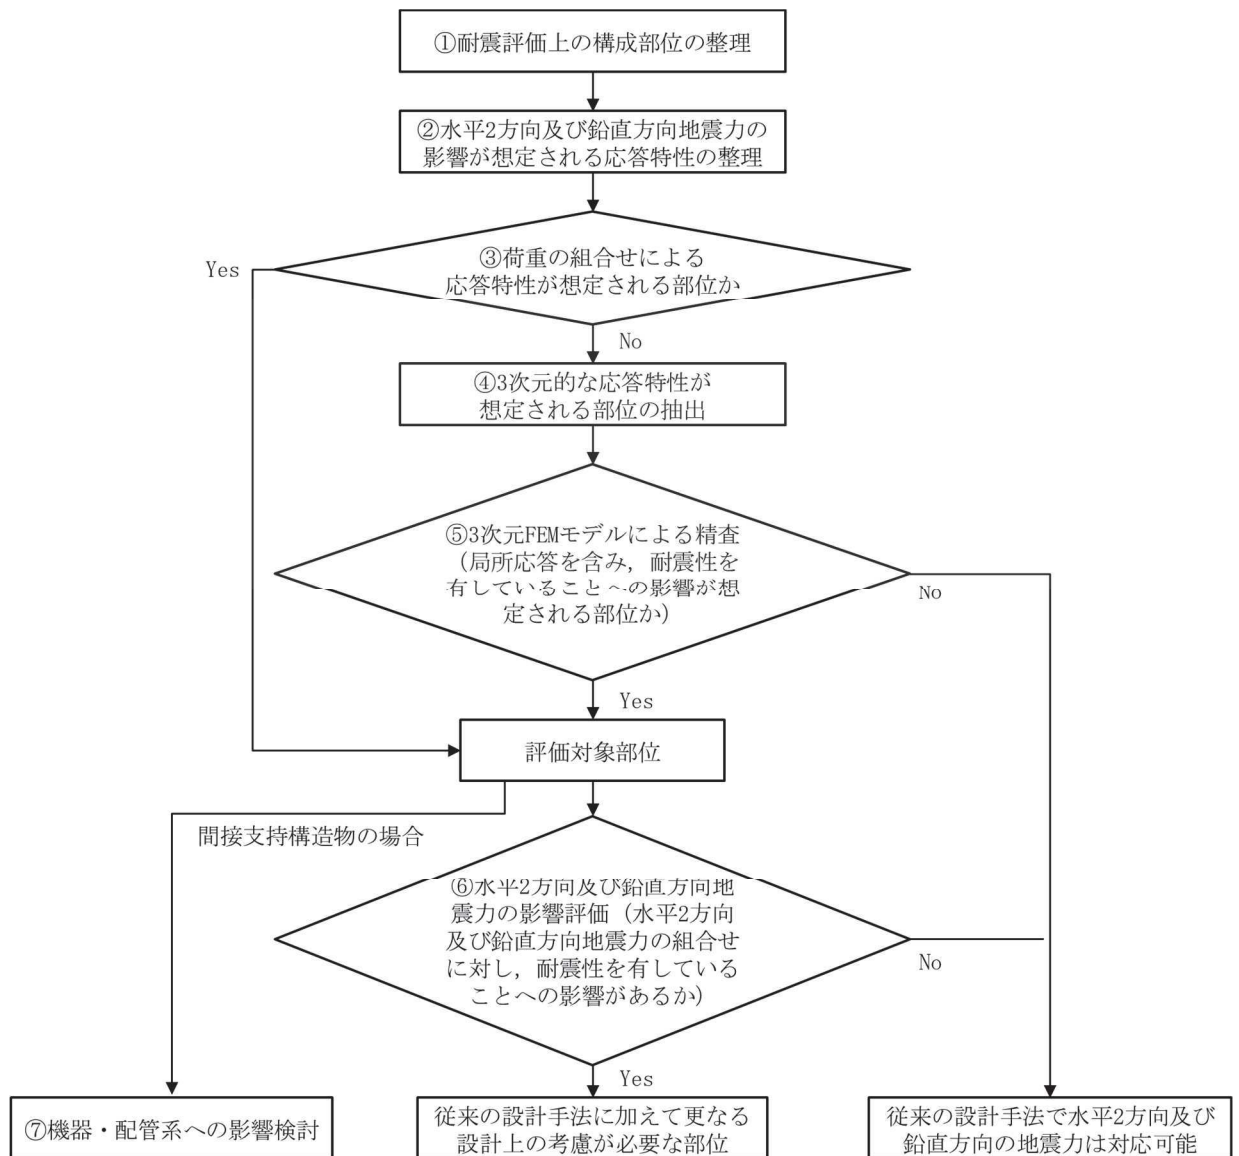 ①耐震評価上の構成部位の整理
②水平2方向及び鉛直方向地震力の
影響が想定される応答特性の整理
③荷重の組合せによる
応答特性が想定される部位か
Yes
No
④3次元的な応答特性が
想定される部位の抽出
⑤3次元FEMモデルによる精査
（局所応答を含み，耐震性を
有していることへの影響が想
定される部位か）
No
Yes
評価対象部位
間接支持構造物の場合
⑥水平2方向及び鉛直方向地
震力の影響評価（水平2方向
及び鉛直方向地震力の組合せ
に対し，耐震性を有している
ことへの影響があるか）
No
Yes
⑦機器・配管系への影響検討
従来の設計手法に加えて更なる
設計上の考慮が必要な部位
従来の設計手法で水平2方向及び
鉛直方向の地震力は対応可能